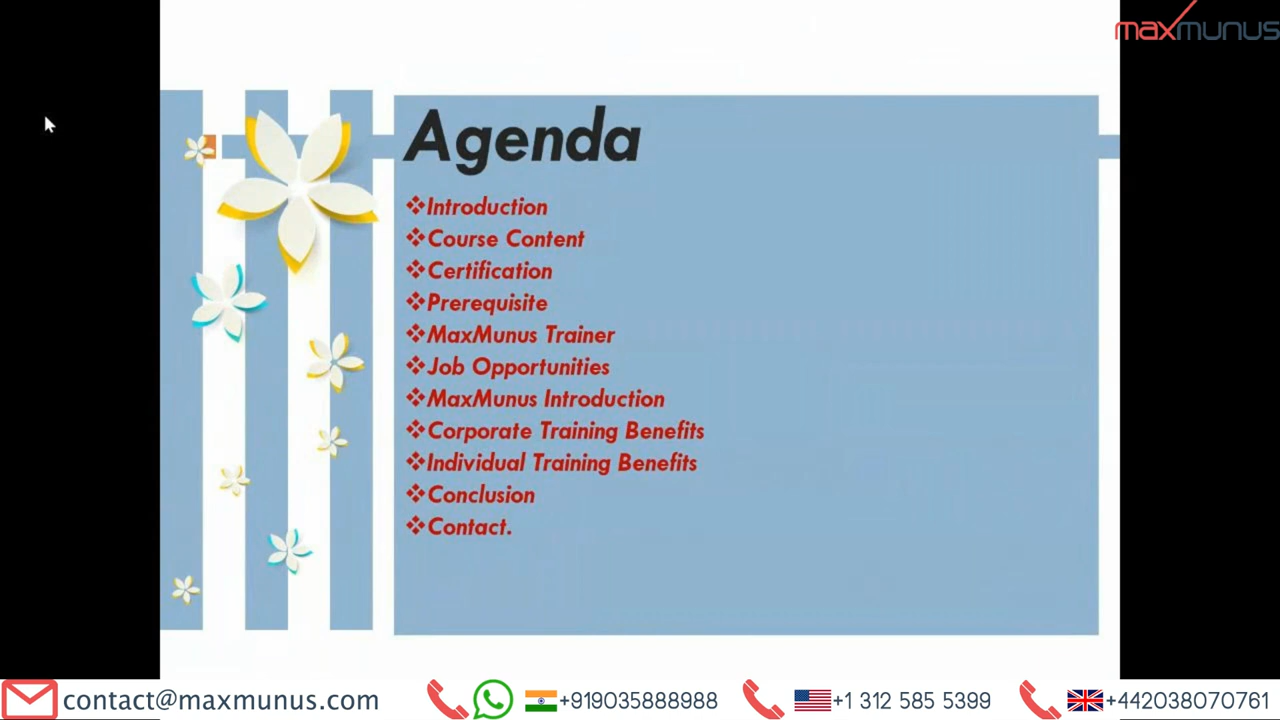 maxmunus
Agenda
❖Introduction
❖Course Content
❖Certification
❖Prerequisite
❖MaxMunus Trainer
❖Job Opportunities
❖MaxMunus Introduction
❖Corporate Training Benefits
❖Individual Training Benefits
❖Conclusion
❖Contact.
contact@maxmunus.com +919035888988 +1 312 585 5399 +442038070761